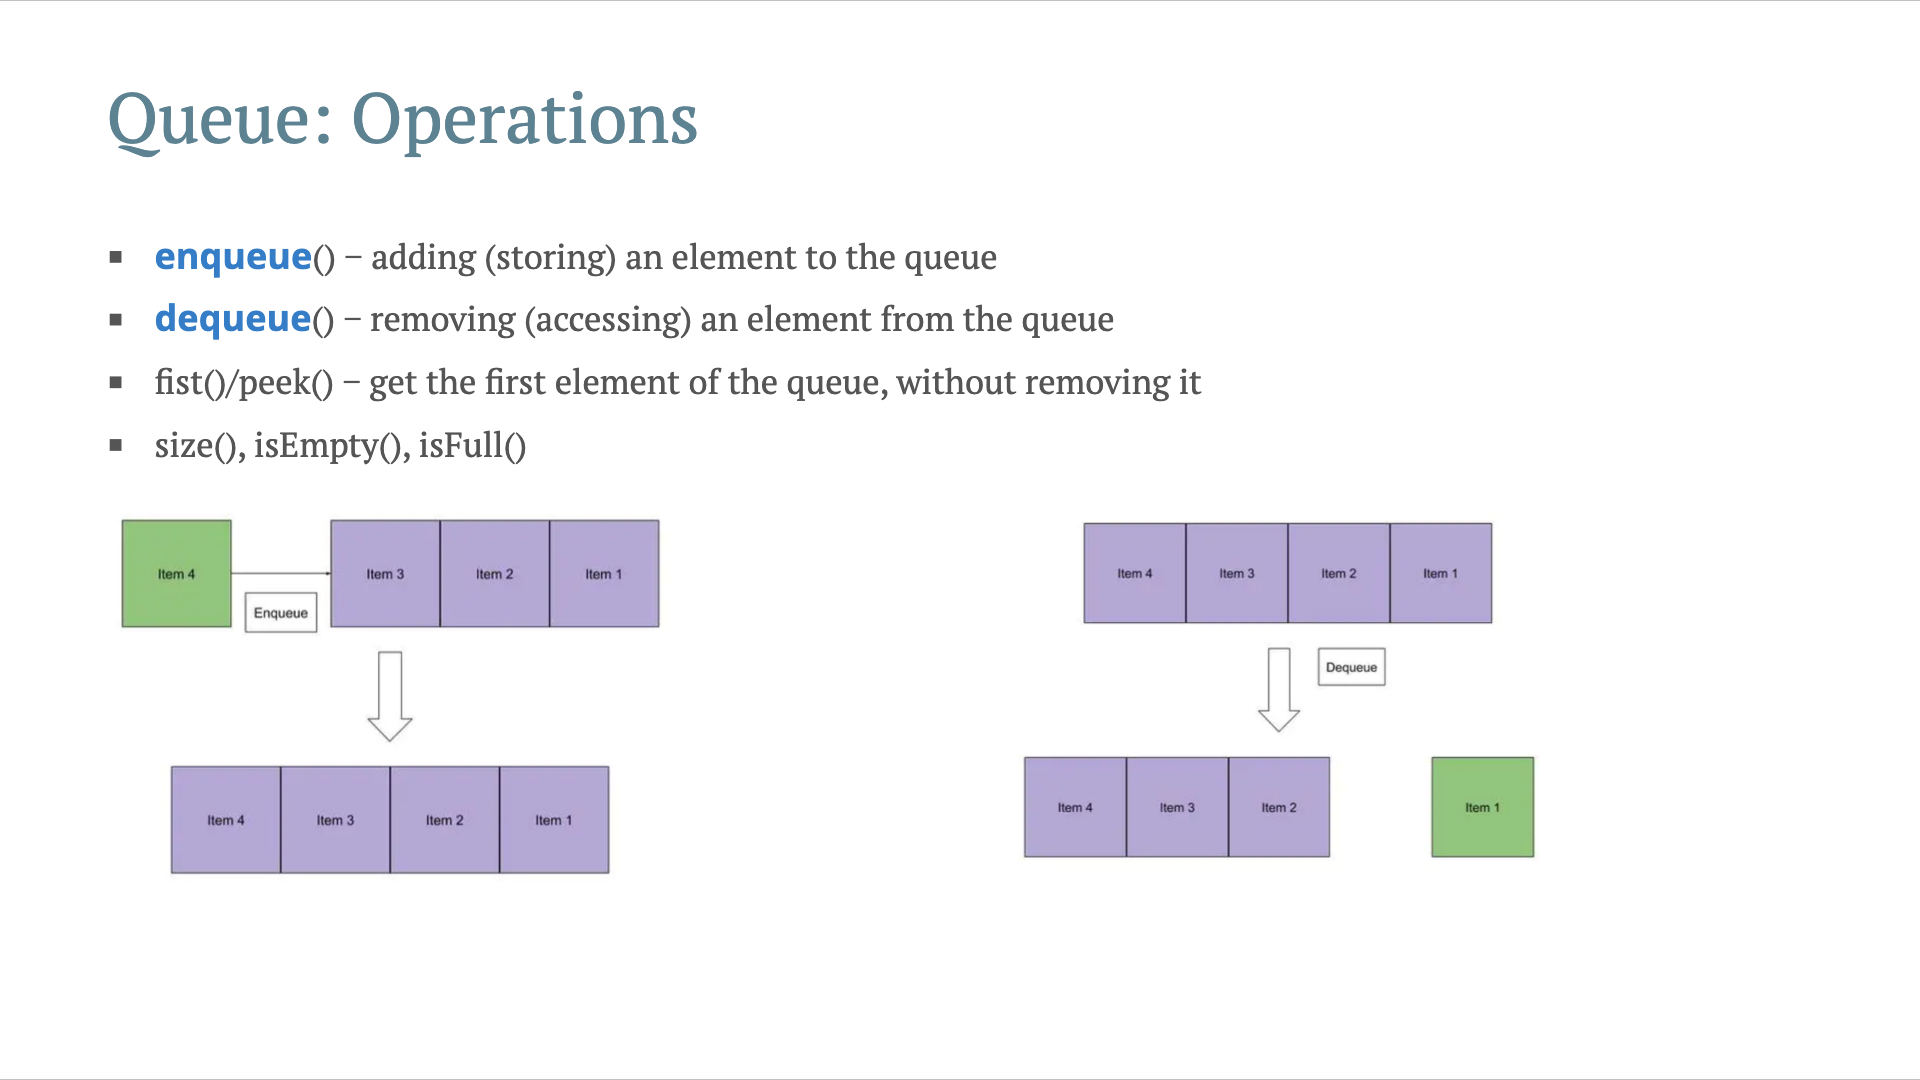 Queue: Operations
▪ enqueue() – adding (storing) an element to the queue
▪ dequeue() – removing (accessing) an element from the queue
▪ fist()/peek() – get the first element of the queue, without removing it
▪ size(), isEmpty(), isFull()
Item 4
Enqueue
Item 3
Item 2
Item 1
Item 4
Item 3
Item 2
Item 1
Item 4
Item 3
Item 2
Item 1
Dequeue
Item 4
Item 3
Item 2
Item 1